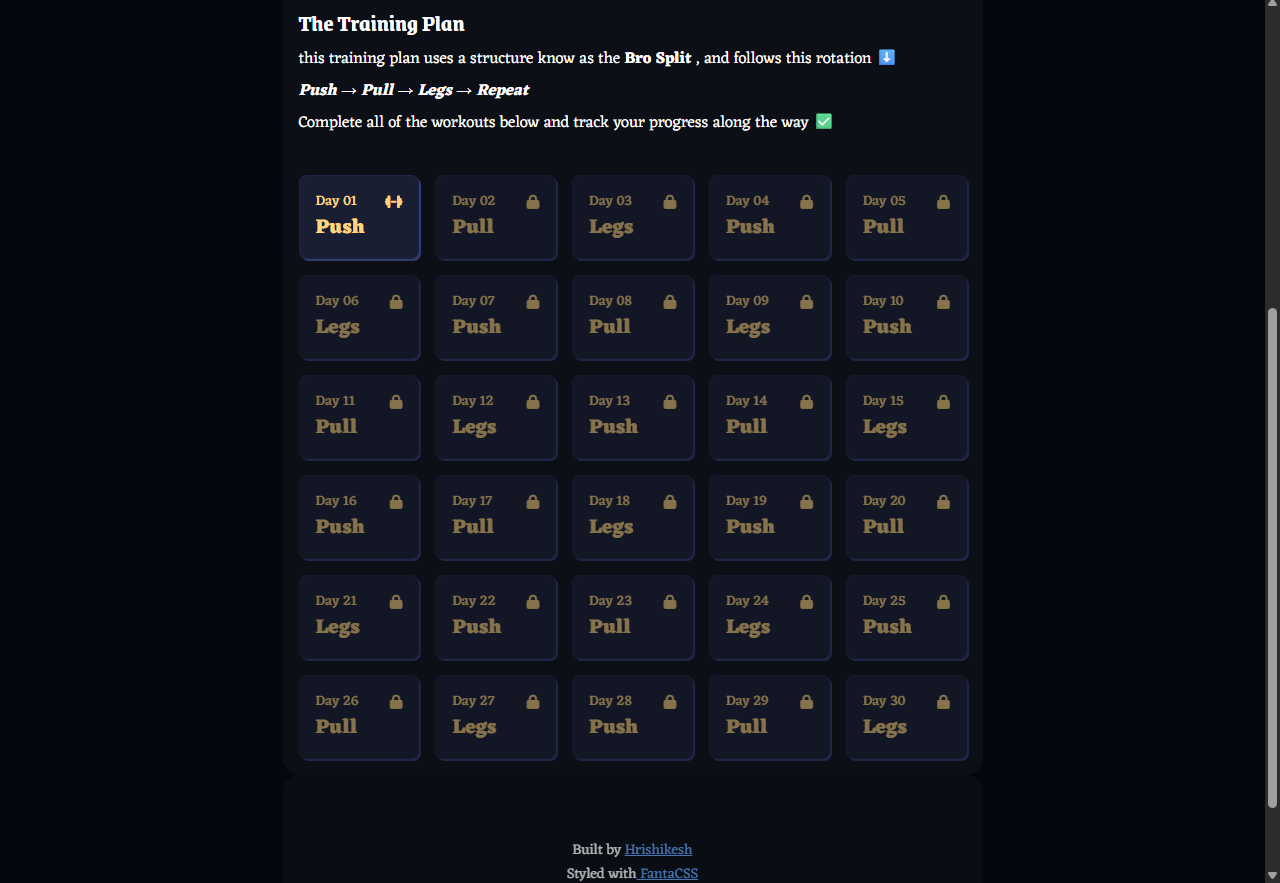 The Training Plan
this training plan uses a structure know as the Bro Split , and follows this rotation ⬇️
Push → Pull → Legs → Repeat
Complete all of the workouts below and track your progress along the way ✅
Day 01
Push
Day 02
Pull
Day 03
Legs
Day 04
Push
Day 05
Pull
Day 06
Legs
Day 07
Push
Day 08
Pull
Day 09
Legs
Day 10
Push
Day 11
Pull
Day 12
Legs
Day 13
Push
Day 14
Pull
Day 15
Legs
Day 16
Push
Day 17
Pull
Day 18
Legs
Day 19
Push
Day 20
Pull
Day 21
Legs
Day 22
Push
Day 23
Pull
Day 24
Legs
Day 25
Push
Day 26
Pull
Day 27
Legs
Day 28
Push
Day 29
Pull
Day 30
Legs
Built by Hrishikesh
Styled with FantaCSS